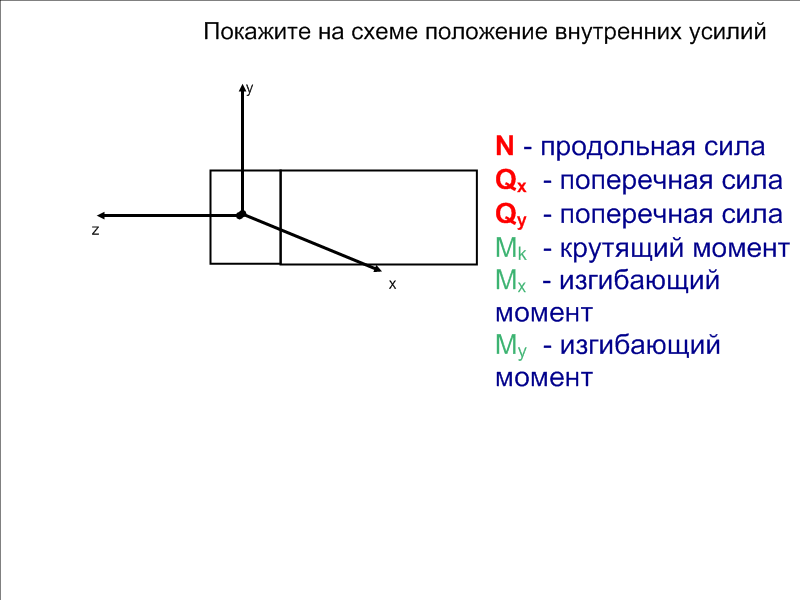 Покажите на схеме положение внутренних усилий
y
z
x
N - продольная сила
Qx - поперечная сила
Qy - поперечная сила
Mk - крутящий момент
Mx - изгибающий
момент
My - изгибающий
момент